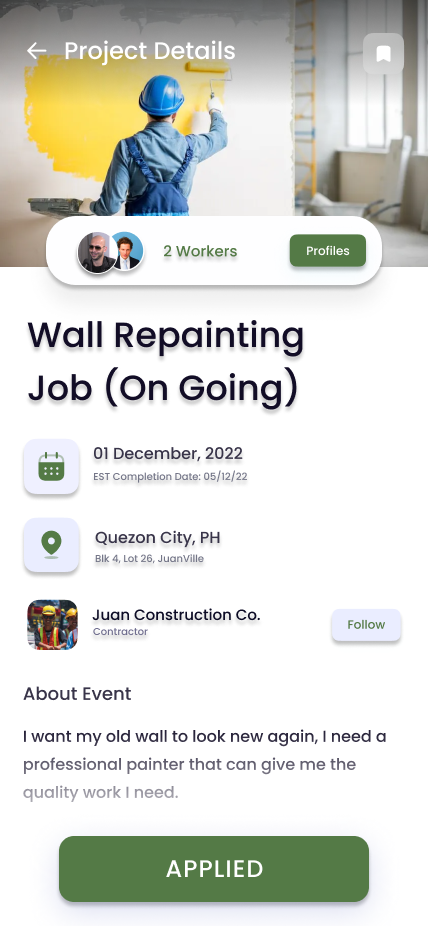 Project Details
2 Workers
Profiles
Wall Repainting
Job (On Going)
01 December, 2022
EST Completion Date: 05/12/22
Quezon City, PH
Blk 4, Lot 26, JuanVille
Juan Construction Co.
Contractor
Follow
About Event
I want my old wall to look new again, I need a
professional painter that can give me the
quality work I need.
APPLIED